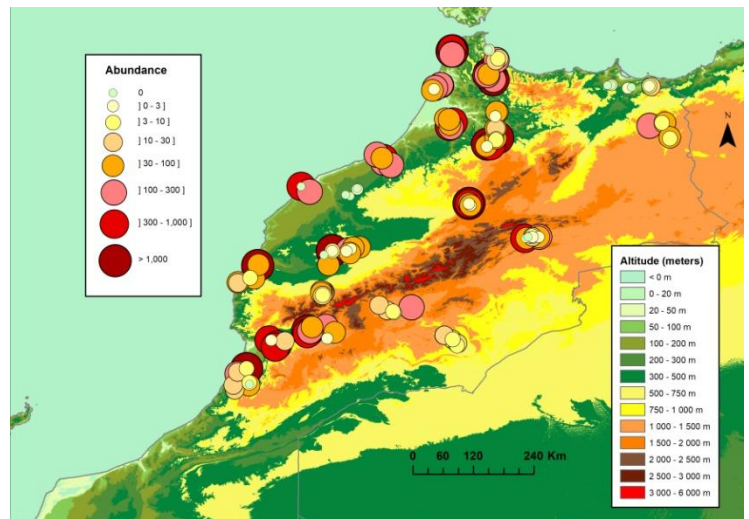 Abundance
0
] 0 - 3 ]
] 3 - 10 ]
] 10 - 30 ]
] 30 - 100 ]
] 100 - 300 ]
] 300 - 1,000 ]
> 1,000
N
Altitude (meters)
< 0 m
0 - 20 m
20 - 50 m
50 - 100 m
100 - 200 m
200 - 300 m
300 - 500 m
500 - 750 m
750 - 1 000 m
1 000 - 1 500 m
1 500 - 2 000 m
2 000 - 2 500 m
2 500 - 3 000 m
3 000 - 6 000 m
0 60 120 240 Km